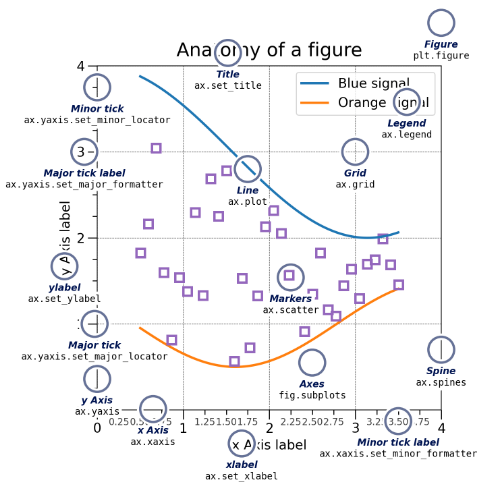 Anatomy of a figure
Figure
plt.figure
Title
ax.set_title
Blue signal
Orange signal
Legend
ax.legend
4
Minor tick
ax.yaxis.set_minor_locator
3
Major tick label
ax.yaxis.set_major_formatter
Line
ax.plot
Grid
ax.grid
2
y Axis label
ylabel
ax.set_ylabel
Markers
ax.scatter
1
Major tick
ax.yaxis.set_major_locator
y Axis
ax.yaxis
Axes
fig.subplots
Spine
ax.spines
0
0.25
x Axis
ax.xaxis
1
1.25
1.50
1.75
2
2.25
2.50
2.75
3
4
x Axis label
xlabel
ax.set_xlabel
Minor tick label
ax.xaxis.set_minor_formatter